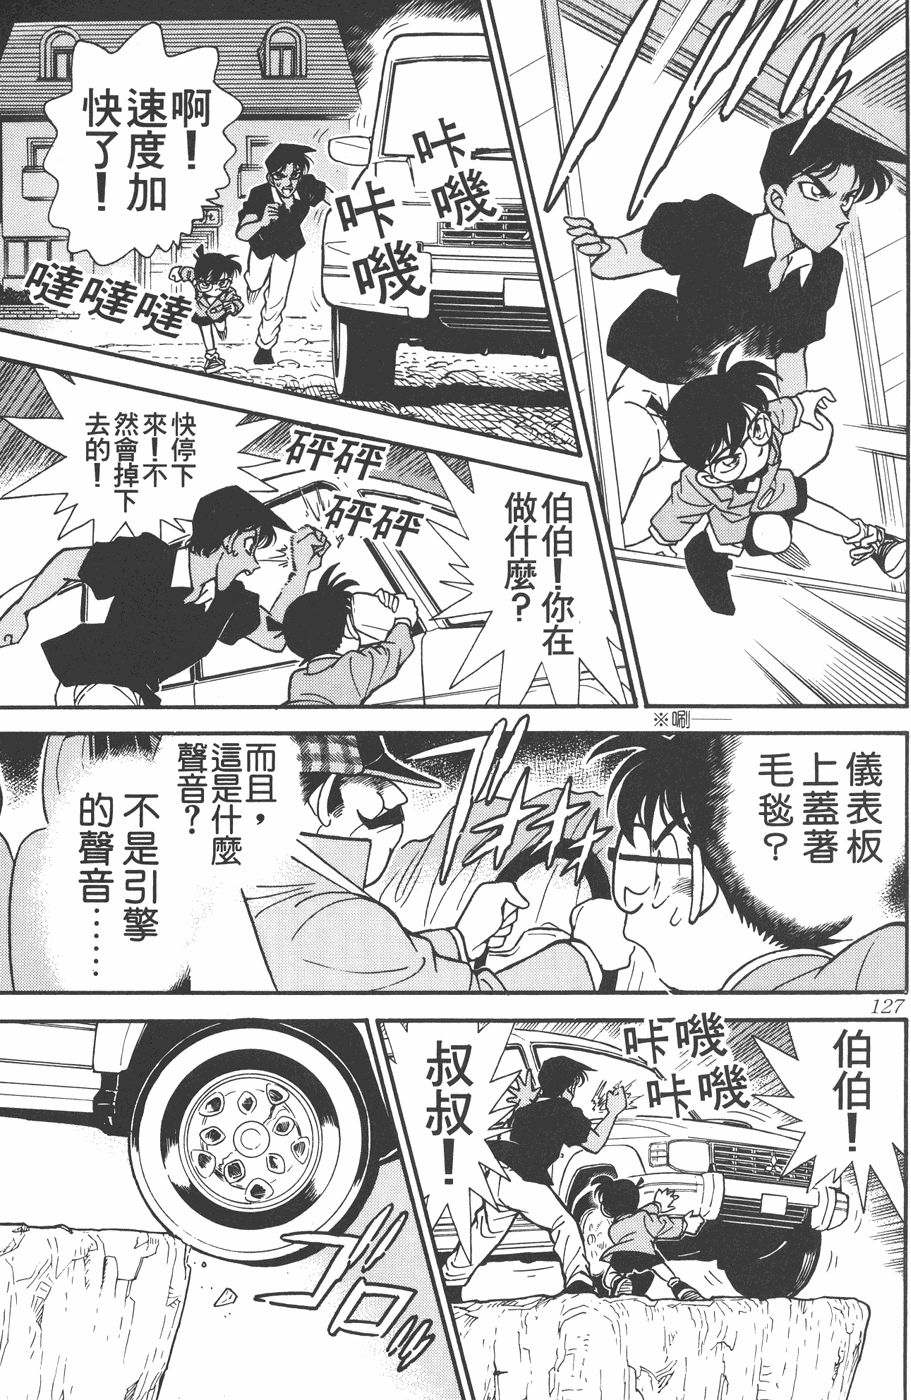 ※唰——
啊！
速度加
快了！
咔嘰
咔嘰
噠噠噠
伯伯！你在
做什麼？
砰砰
砰砰
快停下
來！不
然會掉下
去的！
儀表板
上蓋著
毛毯？
而且，
這是什麼
聲音？
不是引擎
的聲音……
127
伯伯！
咔嘰
咔嘰
叔叔！